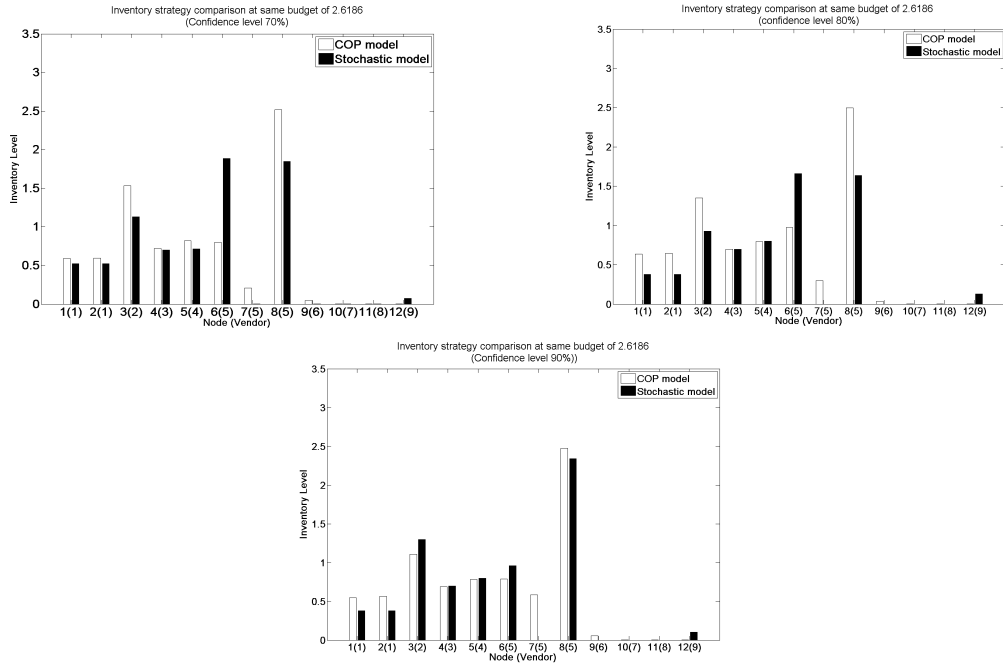 Inventory strategy comparison at same budget of 2.6186
(Confidence level 70%)
3.5
3
2.5
2
1.5
1
0.5
0
Inventory Level
COP model
Stochastic model
1(1) 2(1) 3(2) 4(3) 5(4) 6(5) 7(5) 8(5) 9(6) 10(7) 11(8) 12(9)
Node (Vendor)
Inventory strategy comparison at same budget of 2.6186
(confidence level 80%)
3.5
3
2.5
2
1.5
1
0.5
0
Inventory Level
COP model
Stochastic model
1(1) 2(1) 3(2) 4(3) 5(4) 6(5) 7(5) 8(5) 9(6) 10(7) 11(8) 12(9)
Node (Vendor)
Inventory strategy comparison at same budget of 2.6186
(Confidence level 90%))
3.5
3
2.5
2
1.5
1
0.5
0
Inventory Level
COP model
Stochastic model
1(1) 2(1) 3(2) 4(3) 5(4) 6(5) 7(5) 8(5) 9(6) 10(7) 11(8) 12(9)
Node (Vendor)